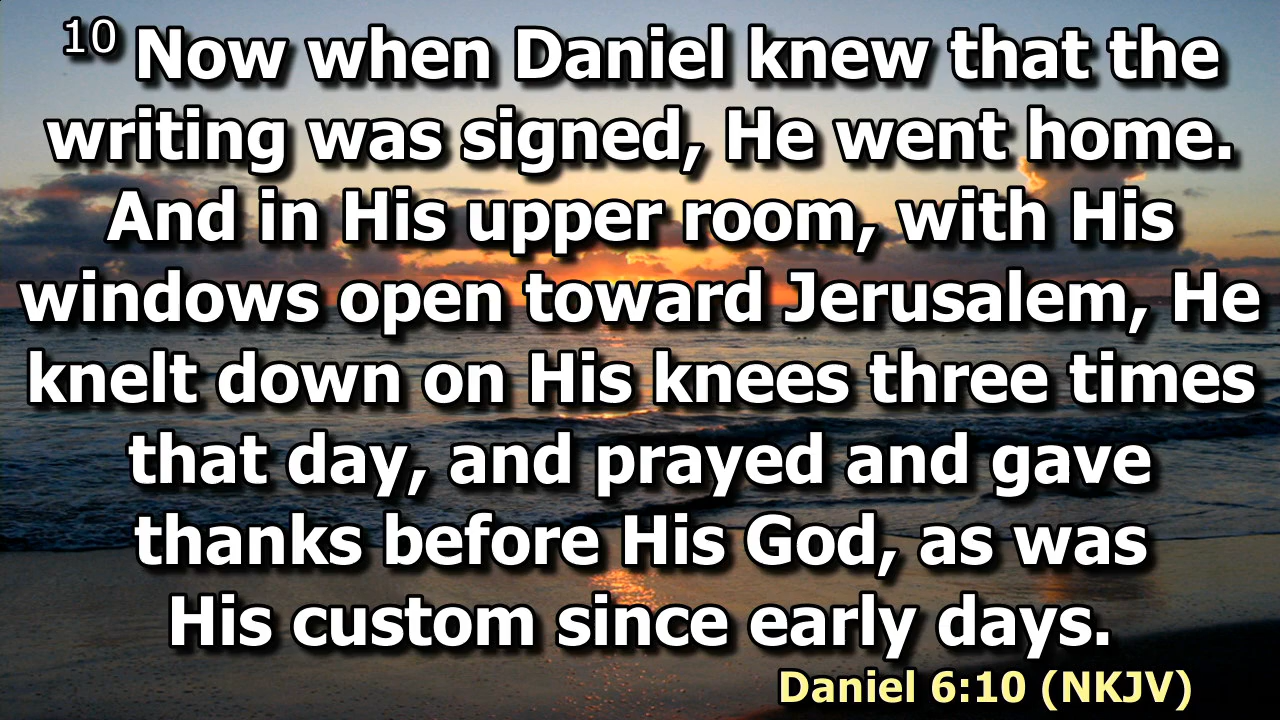 10 Now when Daniel knew that the
writing was signed, He went home.
And in His upper room, with His
windows open toward Jerusalem, He
knelt down on His knees three times
that day, and prayed and gave
thanks before His God, as was
His custom since early days.
Daniel 6:10 (NKJV)